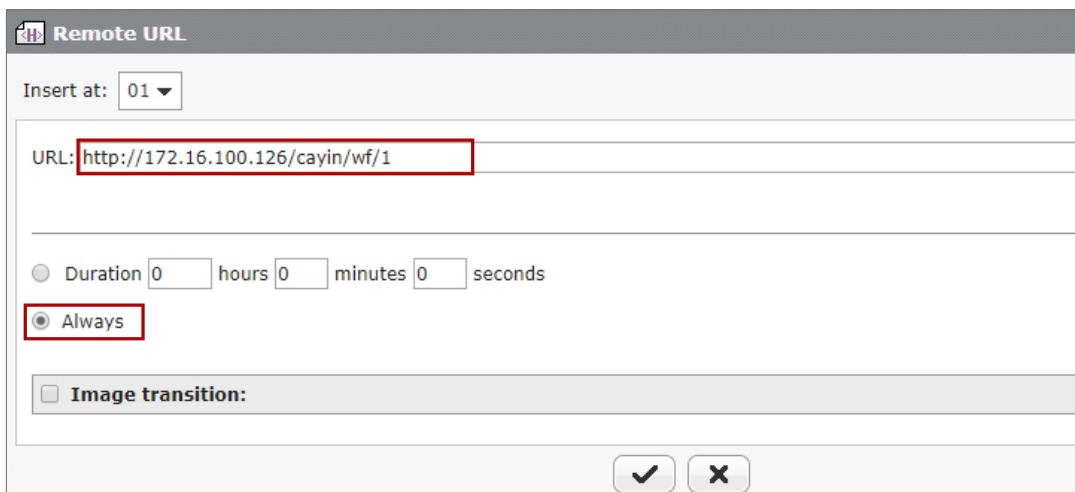 Remote URL
Insert at: 01
URL: http://172.16.100.126/cayin/wf/1
Duration 0 hours 0 minutes 0 seconds
Always
Image transition: